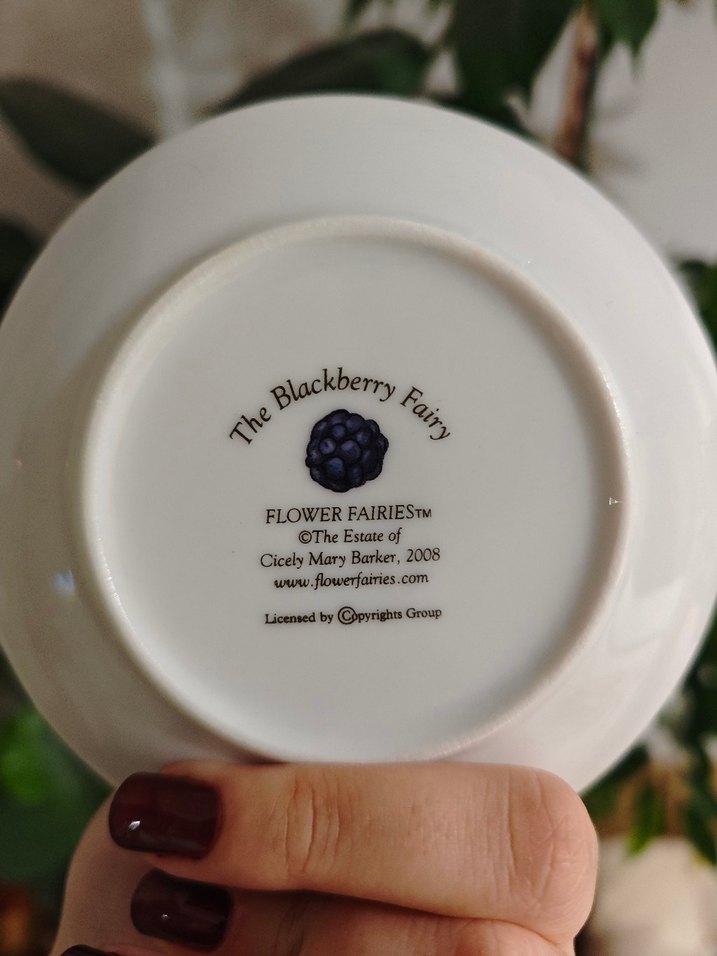 The Blackberry Fairy
FLOWER FAIRIES™
©The Estate of
Cicely Mary Barker, 2008
www.flowerfairies.com
Licensed by ©opyrights Group